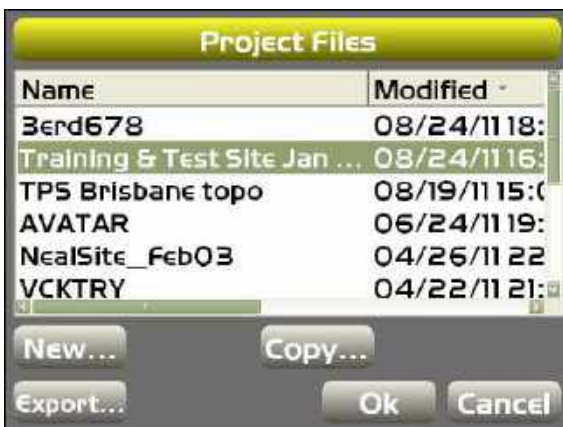 Project Files
Name Modified
3erd678 08/24/11 18:
Training & Test Site Jan ... 08/24/11 16:
TPS Brisbane topo 08/19/11 15:0
AVATAR 06/24/11 19:
NealSite_Feb03 04/26/11 22
VCKTRY 04/22/11 21:
New... Copy...
Export... Ok Cancel